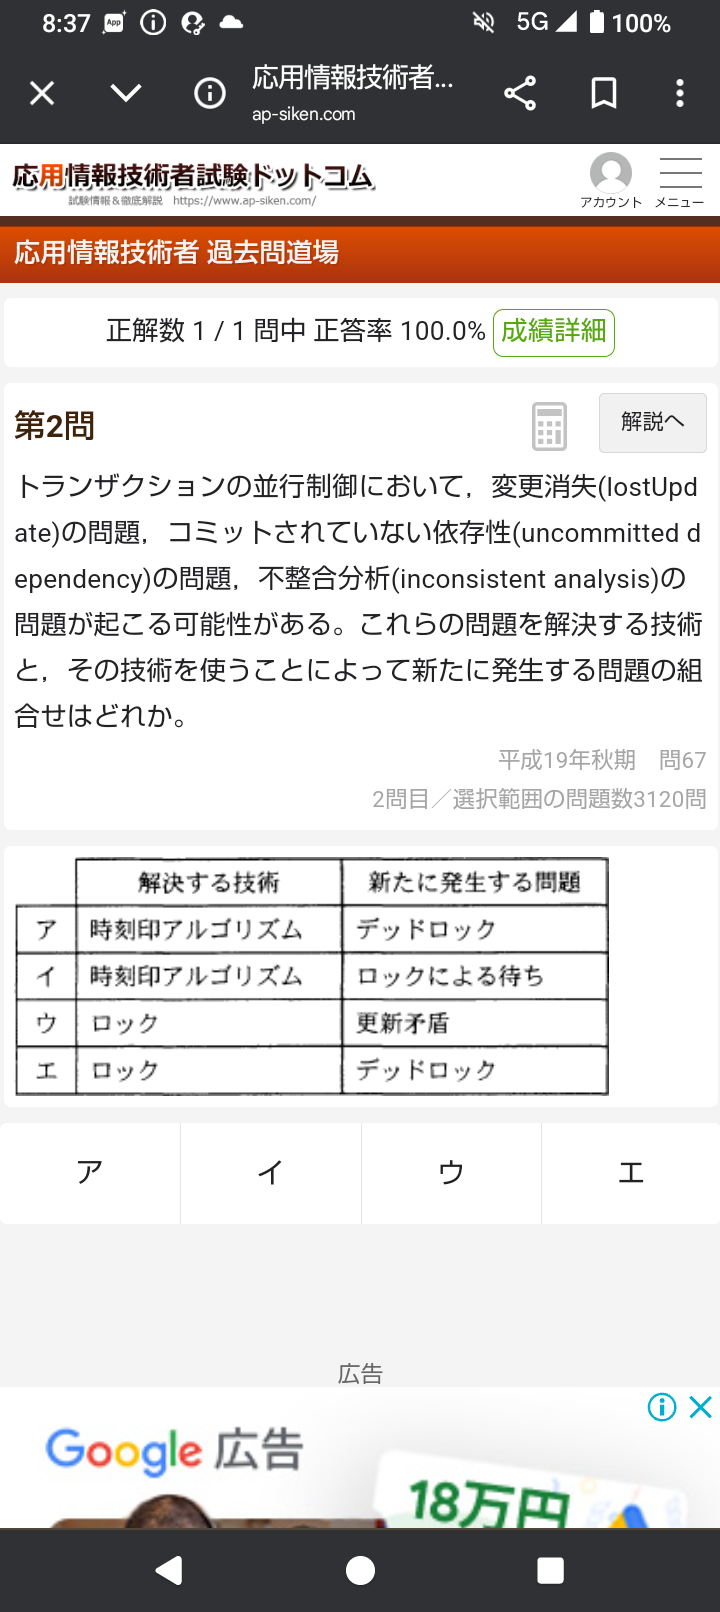 8:37 App 5G 100%
応用情報技術者...
ap-siken.com
応用情報技術者試験ドットコム
試験情報&徹底解説 https://www.ap-siken.com/
アカウント メニュー
応用情報技術者 過去問道場
正解数 1 / 1 問中 正答率 100.0% 成績詳細
第2問 解説へ
トランザクションの並行制御において，変更消失(lostUpd
ate)の問題，コミットされていない依存性(uncommitted d
ependency)の問題，不整合分析(inconsistent analysis)の
問題が起こる可能性がある。これらの問題を解決する技術
と，その技術を使うことによって新たに発生する問題の組
合せはどれか。
平成19年秋期 問67
2問目／選択範囲の問題数3120問
解決する技術 新たに発生する問題
ア 時刻印アルゴリズム デッドロック
イ 時刻印アルゴリズム ロックによる待ち
ウ ロック 更新矛盾
エ ロック デッドロック
ア イ ウ エ
広告
Google 広告
18万円